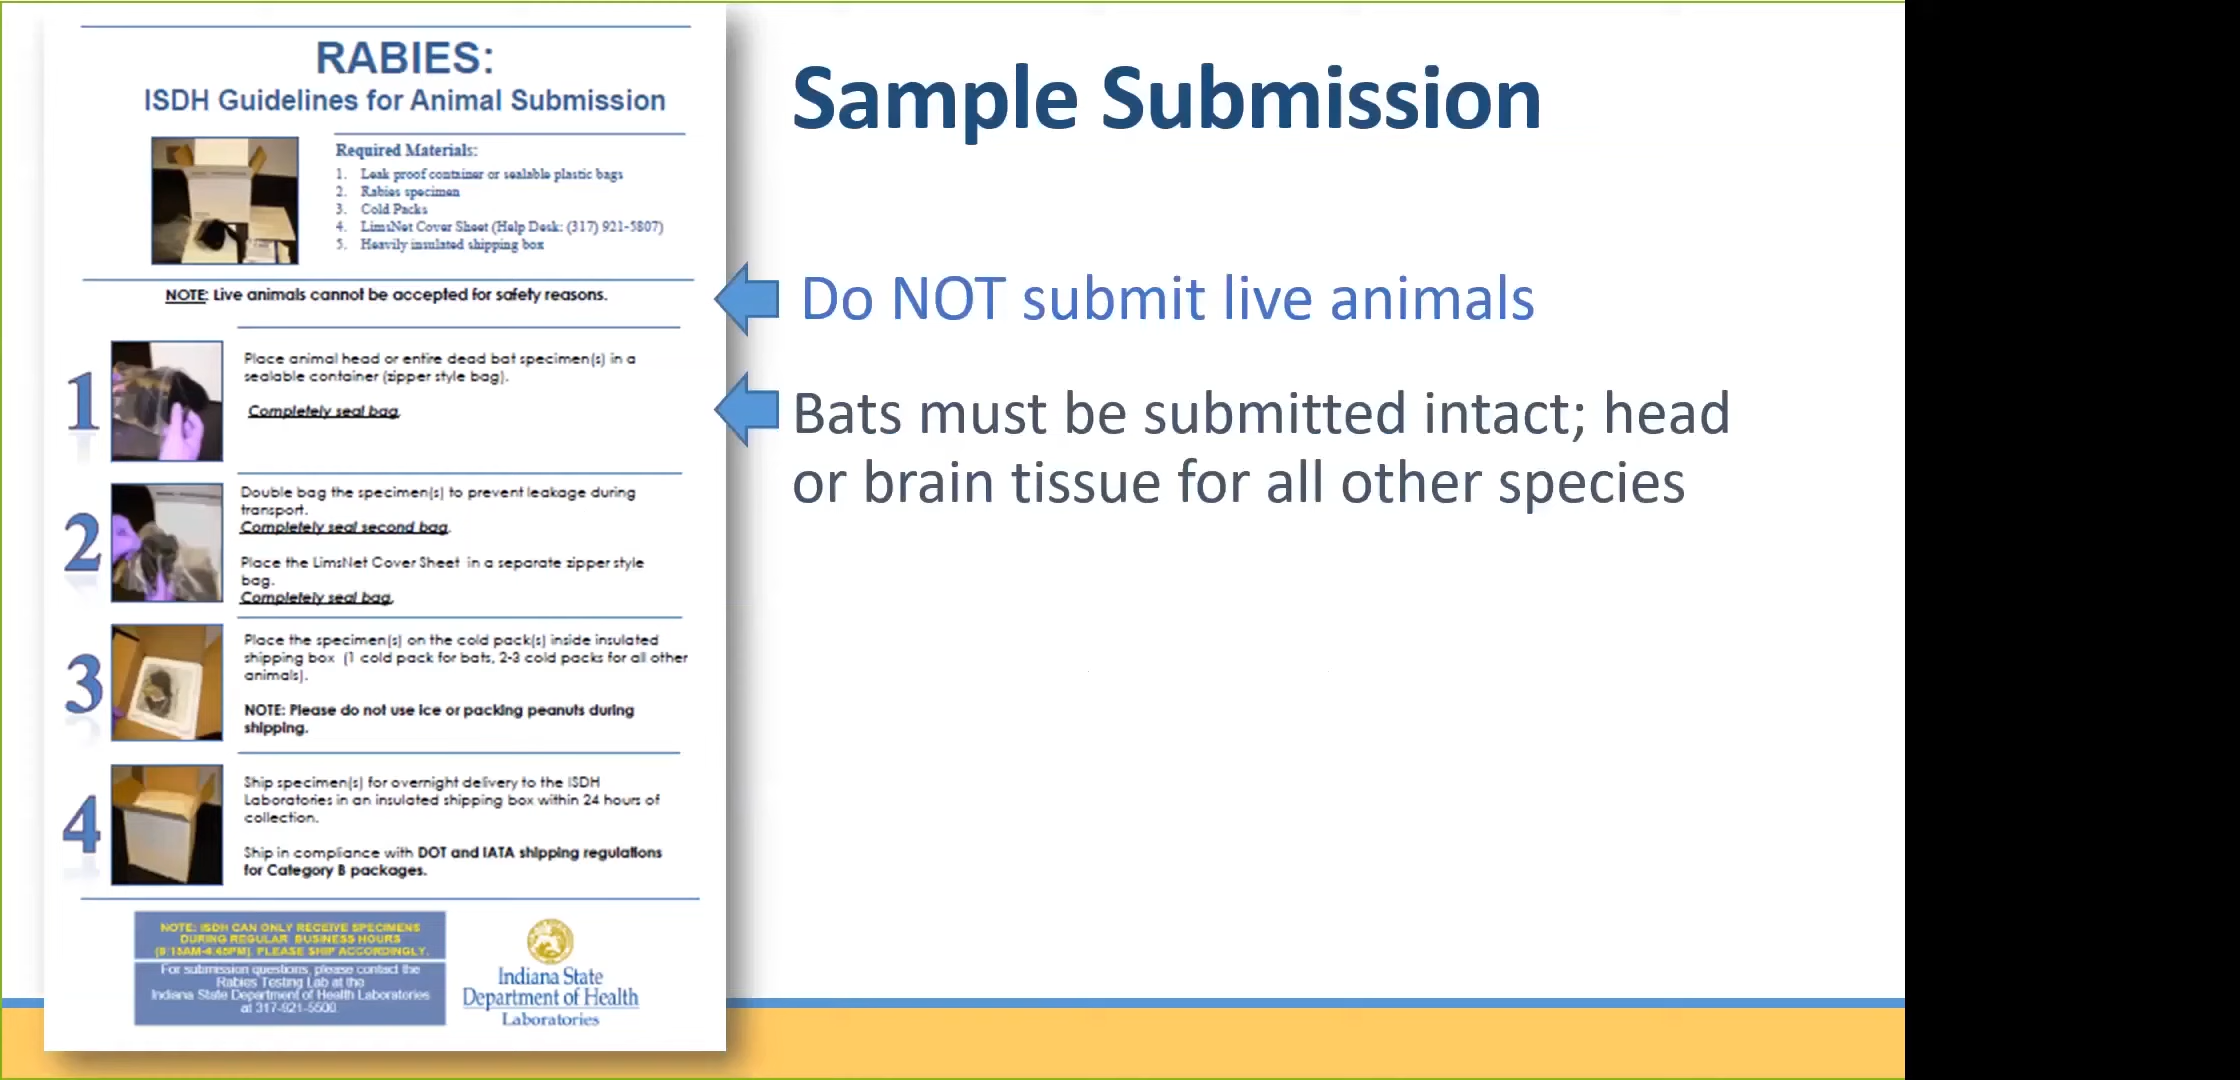 RABIES:
ISDH Guidelines for Animal Submission
Required Materials:
1. Leak proof container or sealable plastic bags
2. Rabies specimen
3. Cold Packs
4. LimsNet Cover Sheet (Help Desk: (317) 921-5807)
5. Heavily insulated shipping box
NOTE: Live animals cannot be accepted for safety reasons.
1
Place animal head or entire dead bat specimen(s) in a
sealable container (zipper style bag).
Completely seal bag.
2
Double bag the specimen(s) to prevent leakage during
transport.
Completely seal second bag.
Place the LimsNet Cover Sheet in a separate zipper style
bag.
Completely seal bag.
3
Place the specimen(s) on the cold pack(s) inside insulated
shipping box (1 cold pack for bats, 2-3 cold packs for all other
animals).
NOTE: Please do not use ice or packing peanuts during
shipping.
4
Ship specimen(s) for overnight delivery to the ISDH
Laboratories in an insulated shipping box within 24 hours of
collection.
Ship in compliance with DOT and IATA shipping regulations
for Category B packages.
NOTE: ISDH CAN ONLY RECEIVE SPECIMENS
DURING REGULAR BUSINESS HOURS
(8:15AM-4:45PM). PLEASE SHIP ACCORDINGLY.
For submission questions, please contact the
Rabies Testing Lab at the
Indiana State Department of Health Laboratories
at 317-921-5500.
Indiana State
Department of Health
Laboratories
Sample Submission
Do NOT submit live animals
Bats must be submitted intact; head
or brain tissue for all other species